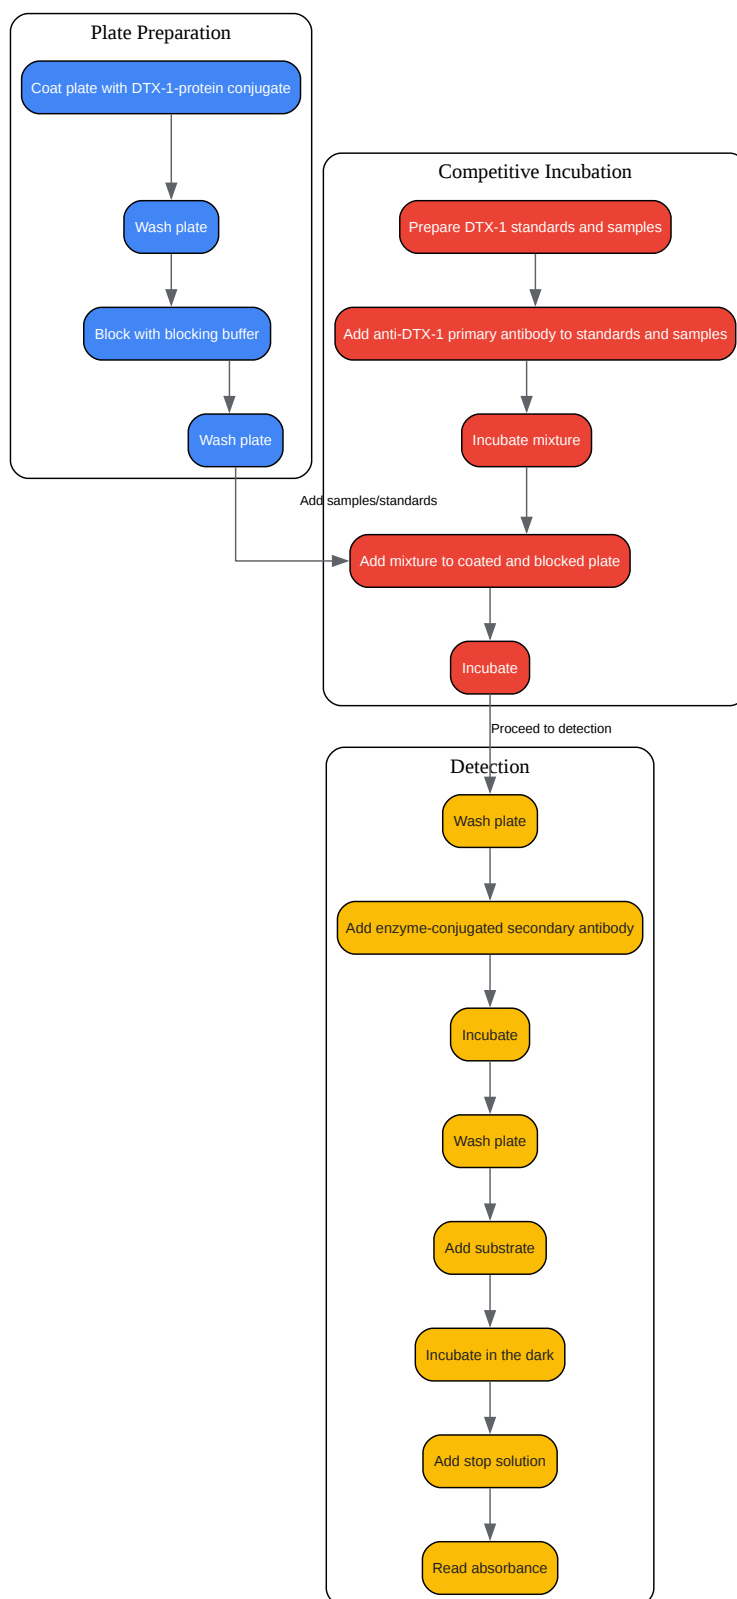 Plate Preparation
Coat plate with DTX-1-protein conjugate
Wash plate
Block with blocking buffer
Wash plate
Add samples/standards
Competitive Incubation
Prepare DTX-1 standards and samples
Add anti-DTX-1 primary antibody to standards and samples
Incubate mixture
Add mixture to coated and blocked plate
Incubate
Proceed to detection
Detection
Wash plate
Add enzyme-conjugated secondary antibody
Incubate
Wash plate
Add substrate
Incubate in the dark
Add stop solution
Read absorbance